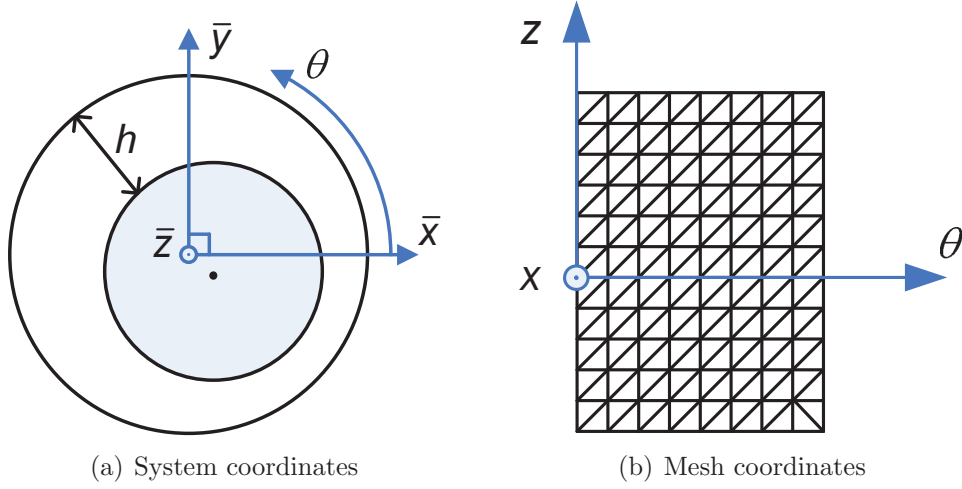 ȳ
θ
h
x̄
z̄
(a) System coordinates
z
θ
x
(b) Mesh coordinates